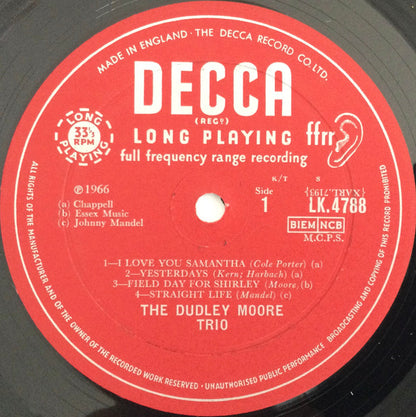 MADE IN ENGLAND · THE DECCA RECORD CO. LTD.
DECCA
(REGD)
LONG PLAYING
ffrr
full frequency range recording
LONG PLAYING
33⅓
RPM
K/T S
℗1966
Side
1
{XARL.7199}
LK.4788
BIEM NCB
M.C.P.S.
(a) Chappell
(b) Essex Music
(c) Johnny Mandel
1—I LOVE YOU SAMANTHA (Cole Porter) (a)
2—YESTERDAYS (Kern; Harbach) (a)
3—FIELD DAY FOR SHIRLEY (Moore) (b)
4—STRAIGHT LIFE (Mandel) (c)
THE DUDLEY MOORE
TRIO
ALL RIGHTS OF THE MANUFACTURER AND OF THE OWNER OF THE RECORDED WORK RESERVED · UNAUTHORISED PUBLIC PERFORMANCE BROADCASTING AND COPYING OF THIS RECORD PROHIBITED